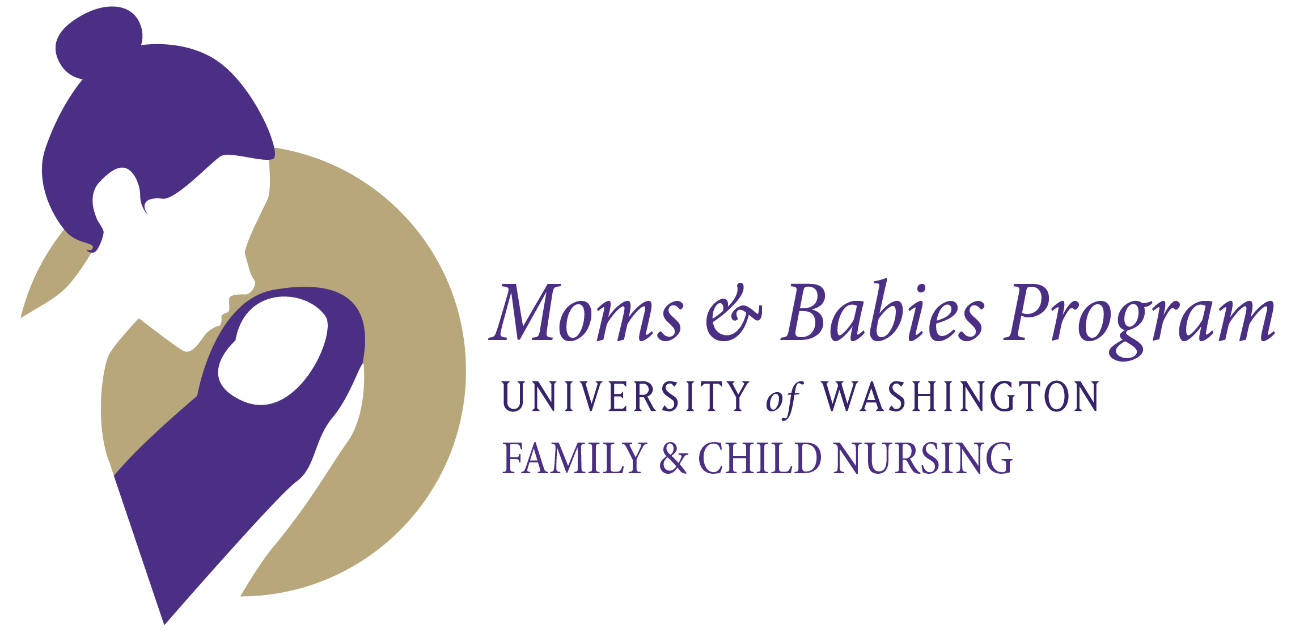 Moms & Babies Program
UNIVERSITY of WASHINGTON
FAMILY & CHILD NURSING